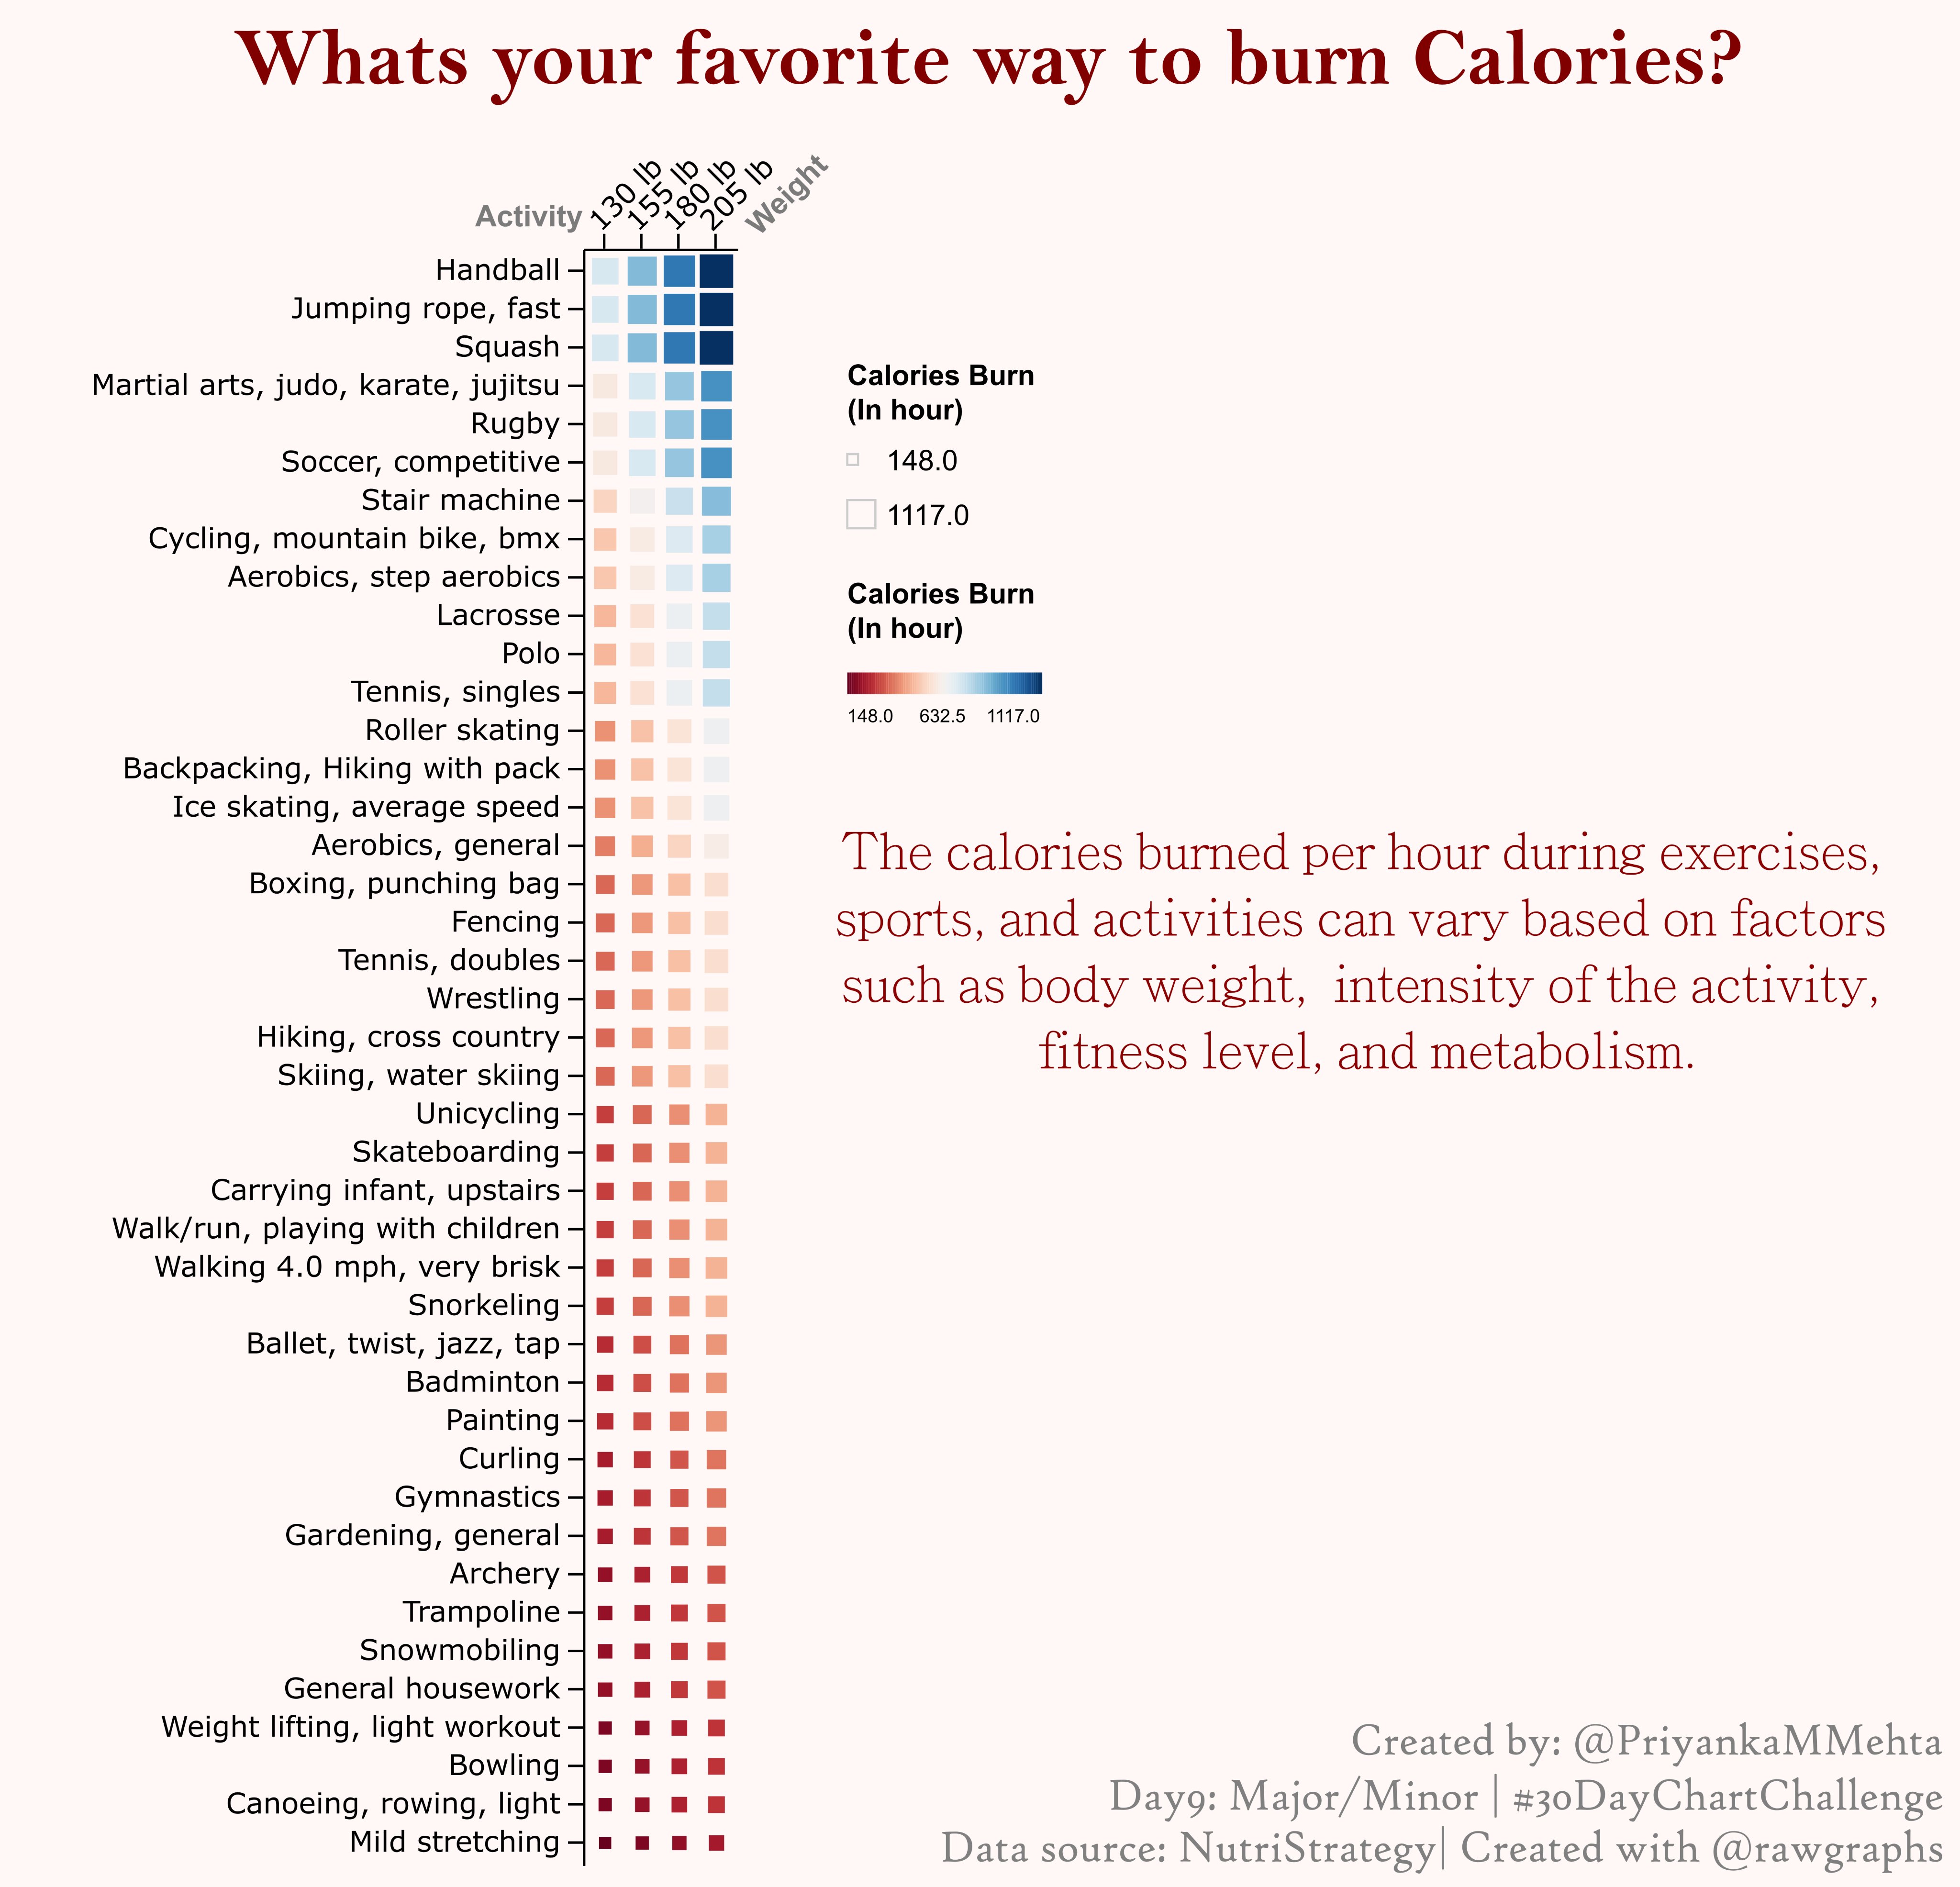 Whats your favorite way to burn Calories?
Activity
130 lb
155 lb
180 lb
205 lb
Weight
Handball
Jumping rope, fast
Squash
Martial arts, judo, karate, jujitsu
Rugby
Soccer, competitive
Stair machine
Cycling, mountain bike, bmx
Aerobics, step aerobics
Lacrosse
Polo
Tennis, singles
Roller skating
Backpacking, Hiking with pack
Ice skating, average speed
Aerobics, general
Boxing, punching bag
Fencing
Tennis, doubles
Wrestling
Hiking, cross country
Skiing, water skiing
Unicycling
Skateboarding
Carrying infant, upstairs
Walk/run, playing with children
Walking 4.0 mph, very brisk
Snorkeling
Ballet, twist, jazz, tap
Badminton
Painting
Curling
Gymnastics
Gardening, general
Archery
Trampoline
Snowmobiling
General housework
Weight lifting, light workout
Bowling
Canoeing, rowing, light
Mild stretching
Calories Burn
(In hour)
148.0
1117.0
Calories Burn
(In hour)
148.0 632.5 1117.0
The calories burned per hour during exercises,
sports, and activities can vary based on factors
such as body weight, intensity of the activity,
fitness level, and metabolism.
Created by: @PriyankaMMehta
Day9: Major/Minor | #30DayChartChallenge
Data source: NutriStrategy| Created with @rawgraphs